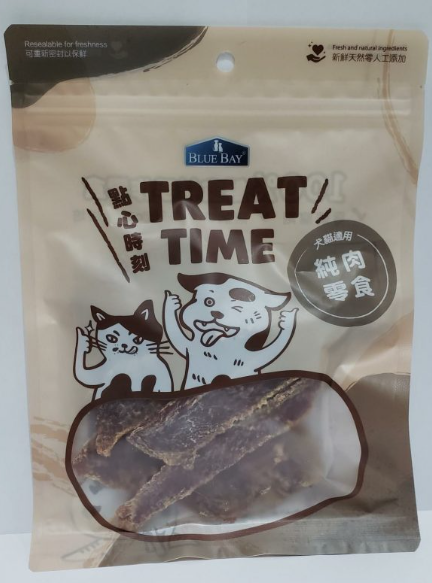 Resealable for freshness
可重新密封以保鮮
Fresh and natural ingredients
新鮮天然零人工添加
BLUE BAY
點心時刻
TREAT
TIME
犬貓適用
純肉
零食